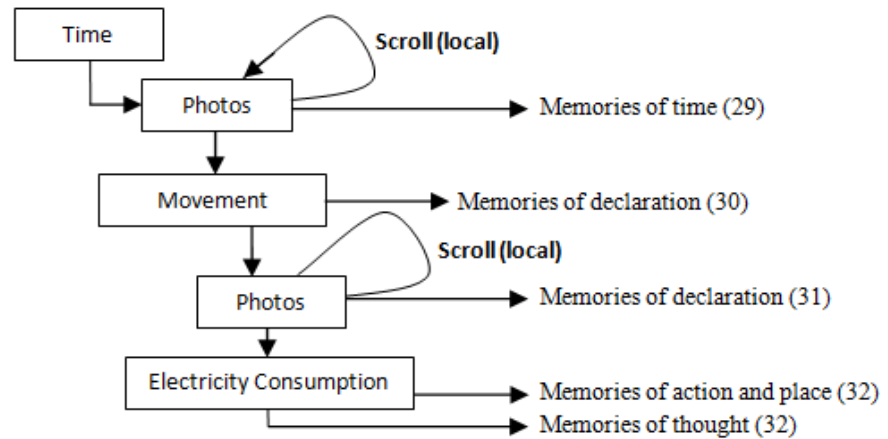 Time
Scroll (local)
Photos
Memories of time (29)
Movement
Memories of declaration (30)
Scroll (local)
Photos
Memories of declaration (31)
Electricity Consumption
Memories of action and place (32)
Memories of thought (32)